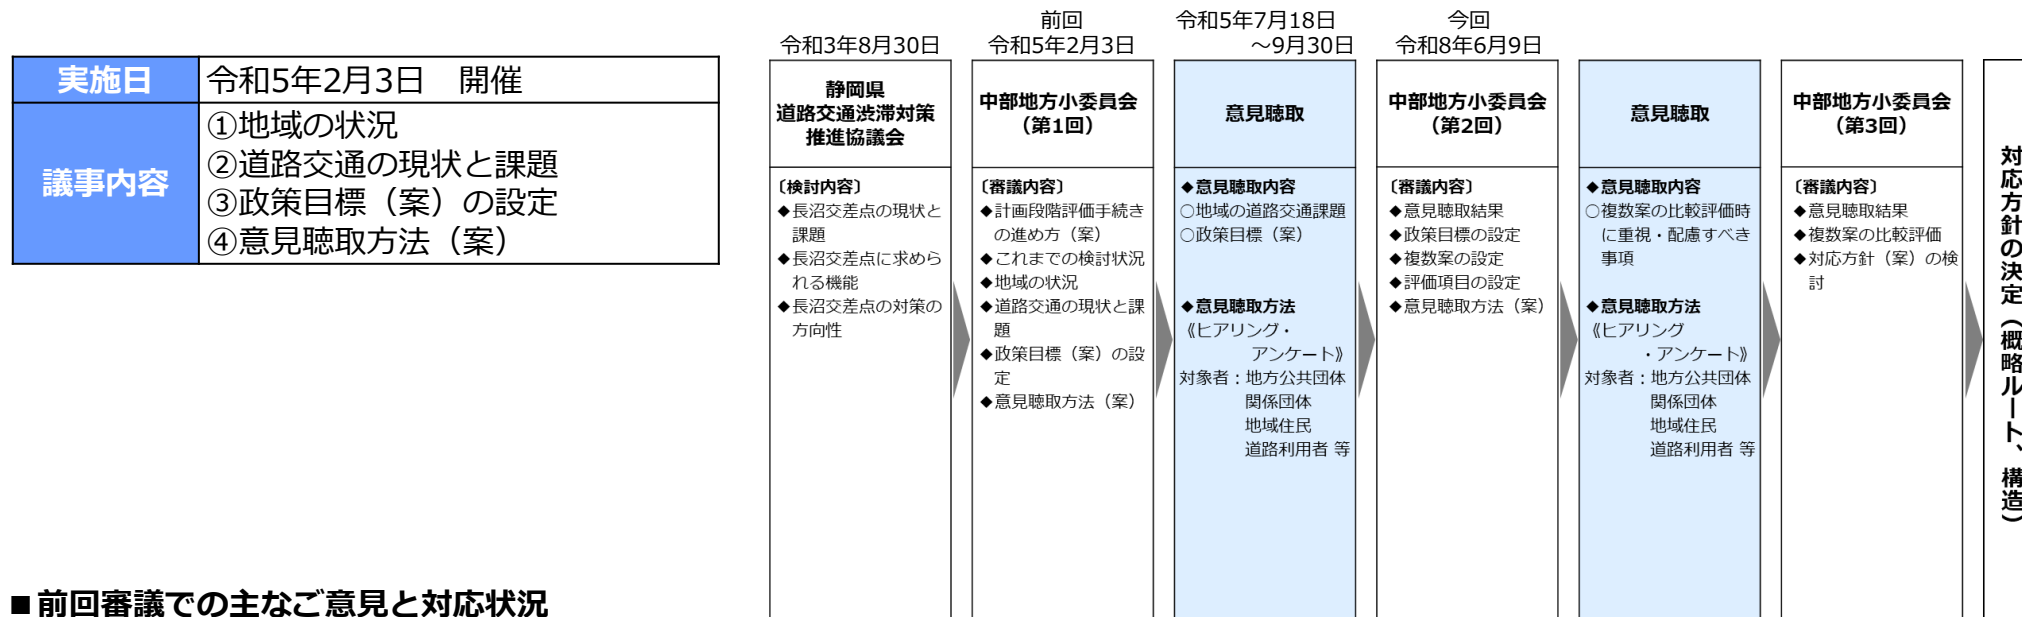 実施日
令和5年2月3日　開催
議事内容
①地域の状況
②道路交通の現状と課題
③政策目標（案）の設定
④意見聴取方法（案）
令和3年8月30日
静岡県
道路交通渋滞対策
推進協議会
〔検討内容〕
◆長沼交差点の現状と
課題
◆長沼交差点に求めら
れる機能
◆長沼交差点の対策の
方向性
前回
令和5年2月3日
中部地方小委員会
（第1回）
〔審議内容〕
◆計画段階評価手続き
の進め方（案）
◆これまでの検討状況
◆地域の状況
◆道路交通の現状と課
題
◆政策目標（案）の設
定
◆意見聴取方法（案）
令和5年7月18日
～9月30日
意見聴取
◆意見聴取内容
○地域の道路交通課題
○政策目標（案）
◆意見聴取方法
《ヒアリング・
アンケート》
対象者：地方公共団体
関係団体
地域住民
道路利用者 等
今回
令和8年6月9日
中部地方小委員会
（第2回）
〔審議内容〕
◆意見聴取結果
◆政策目標の設定
◆複数案の設定
◆評価項目の設定
◆意見聴取方法（案）
意見聴取
◆意見聴取内容
○複数案の比較評価時
に重視・配慮すべき
事項
◆意見聴取方法
《ヒアリング
・アンケート》
対象者：地方公共団体
関係団体
地域住民
道路利用者 等
中部地方小委員会
（第3回）
〔審議内容〕
◆意見聴取結果
◆複数案の比較評価
◆対応方針（案）の検
討
対応方針の決定（概略ルート、構造）
■前回審議での主なご意見と対応状況